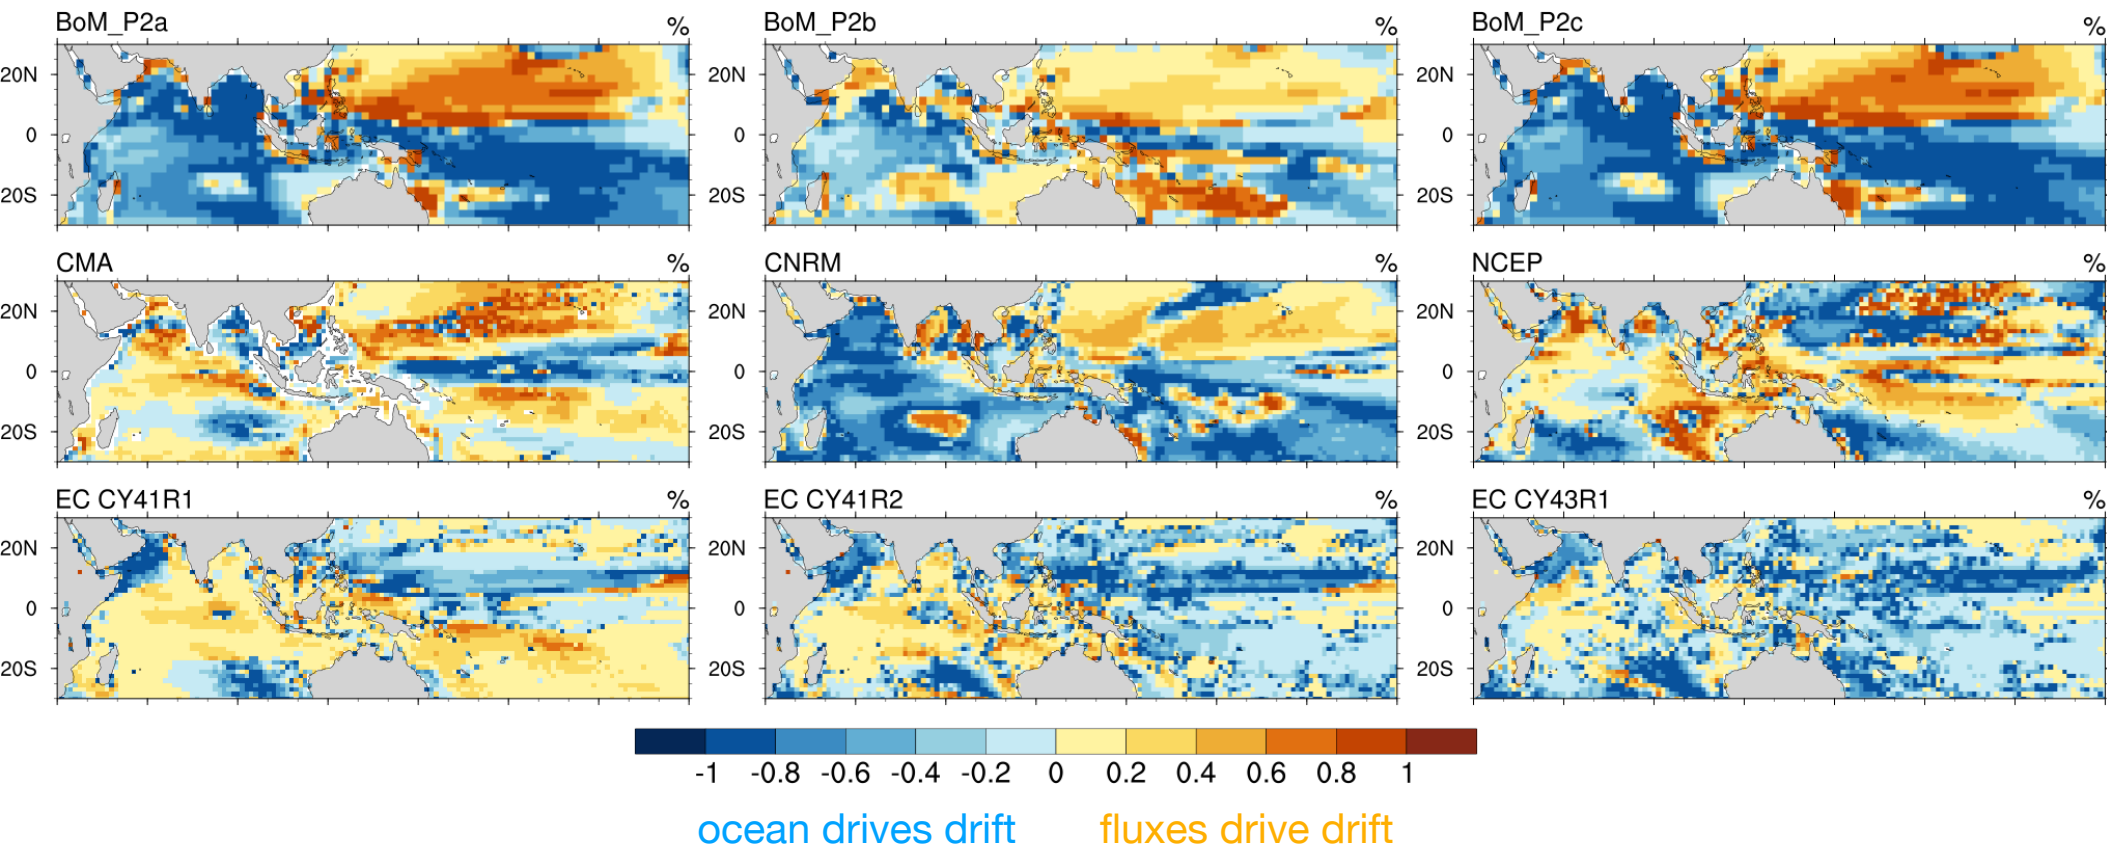 BoM_P2a % BoM_P2b % BoM_P2c %
20N 20N 20N
0 0 0
20S 20S 20S
CMA % CNRM % NCEP %
20N 20N 20N
0 0 0
20S 20S 20S
EC CY41R1 % EC CY41R2 % EC CY43R1 %
20N 20N 20N
0 0 0
20S 20S 20S
-1 -0.8 -0.6 -0.4 -0.2 0 0.2 0.4 0.6 0.8 1
ocean drives drift fluxes drive drift